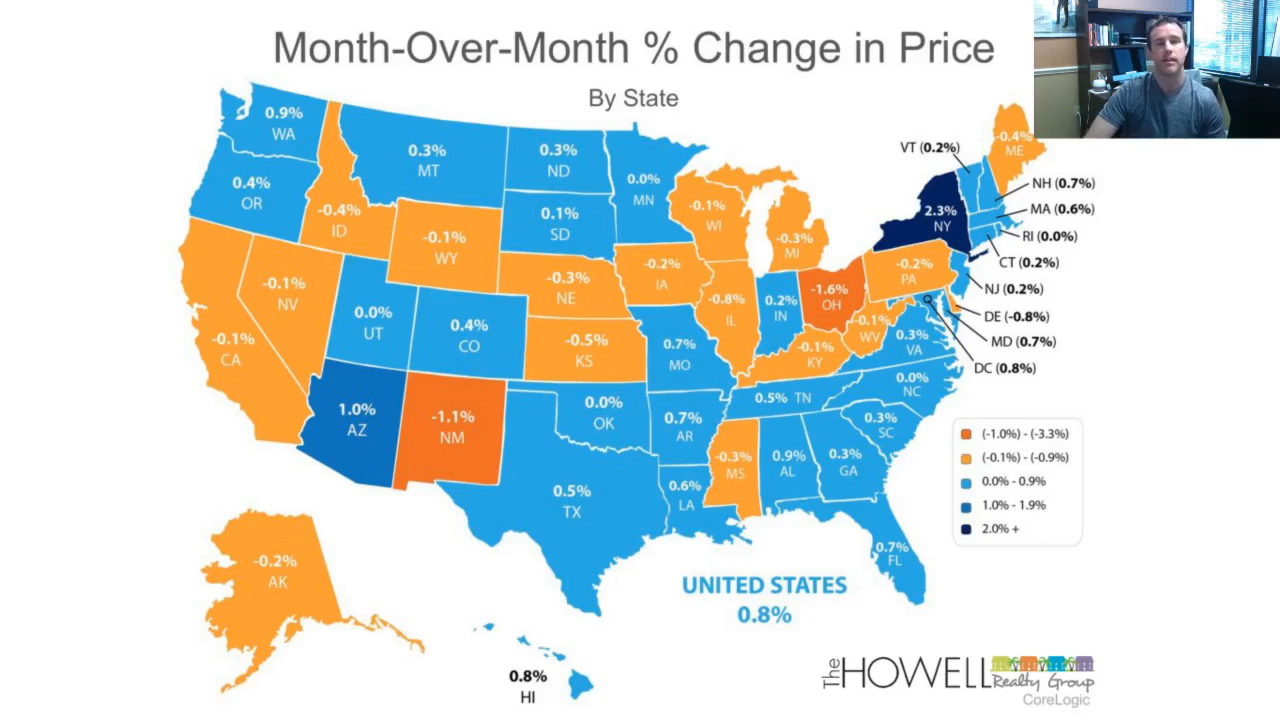 Month-Over-Month % Change in Price
By State
0.9%
WA
0.4%
OR
-0.4%
ID
0.3%
MT
0.3%
ND
0.0%
MN
0.1%
SD
-0.1%
WY
-0.1%
WI
-0.3%
MI
2.3%
NY
VT (0.2%)
-0.4%
ME
NH (0.7%)
MA (0.6%)
RI (0.0%)
CT (0.2%)
NJ (0.2%)
DE (-0.8%)
MD (0.7%)
DC (0.8%)
-0.1%
CA
-0.1%
NV
0.0%
UT
0.4%
CO
-0.3%
NE
-0.2%
IA
-0.8%
IL
0.2%
IN
-1.6%
OH
-0.2%
PA
-0.1%
WV
0.3%
VA
-0.5%
KS
0.7%
MO
-0.1%
KY
0.0%
NC
0.5% TN
0.3%
SC
1.0%
AZ
-1.1%
NM
0.0%
OK
0.7%
AR
-0.3%
MS
0.9%
AL
0.3%
GA
0.5%
TX
0.6%
LA
0.7%
FL
-0.2%
AK
0.8%
HI
(-1.0%) - (-3.3%)
(-0.1%) - (-0.9%)
0.0% - 0.9%
1.0% - 1.9%
2.0% +
UNITED STATES
0.8%
The HOWELL
Realty Group
CoreLogic